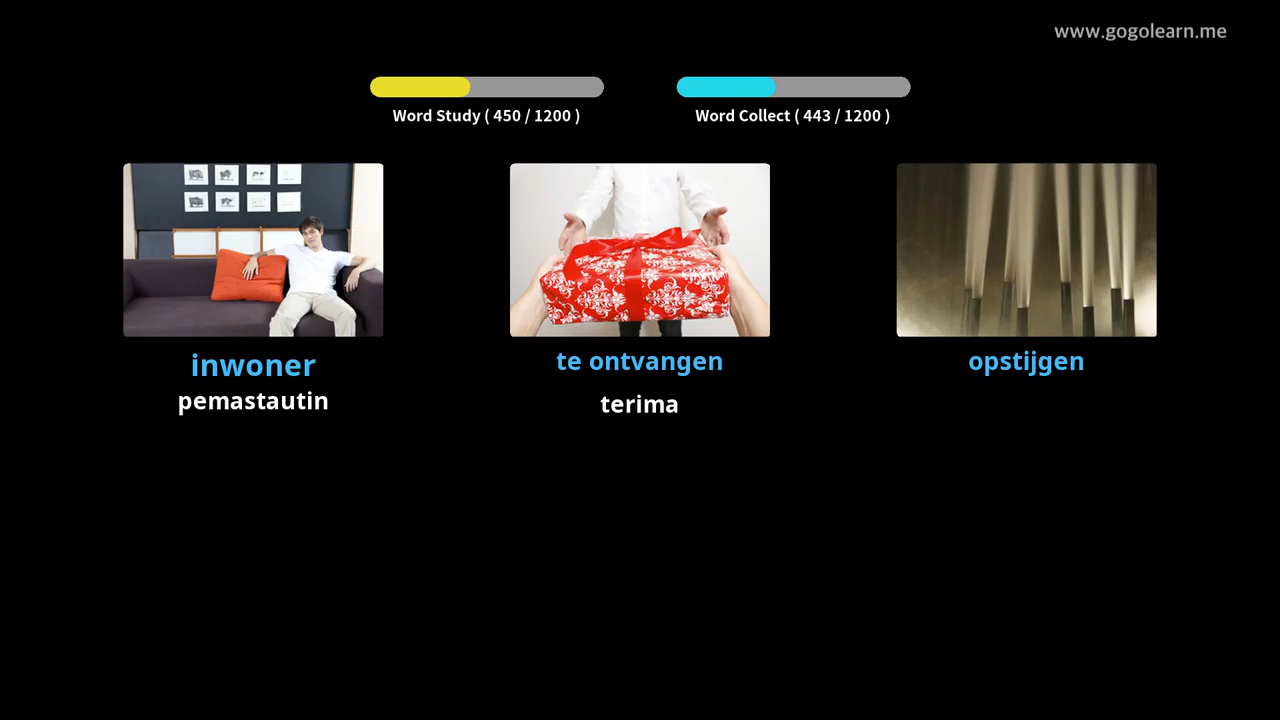 www.gogolearn.me
Word Study ( 450 / 1200 )
Word Collect ( 443 / 1200 )
inwoner
te ontvangen
opstijgen
pemastautin
terima